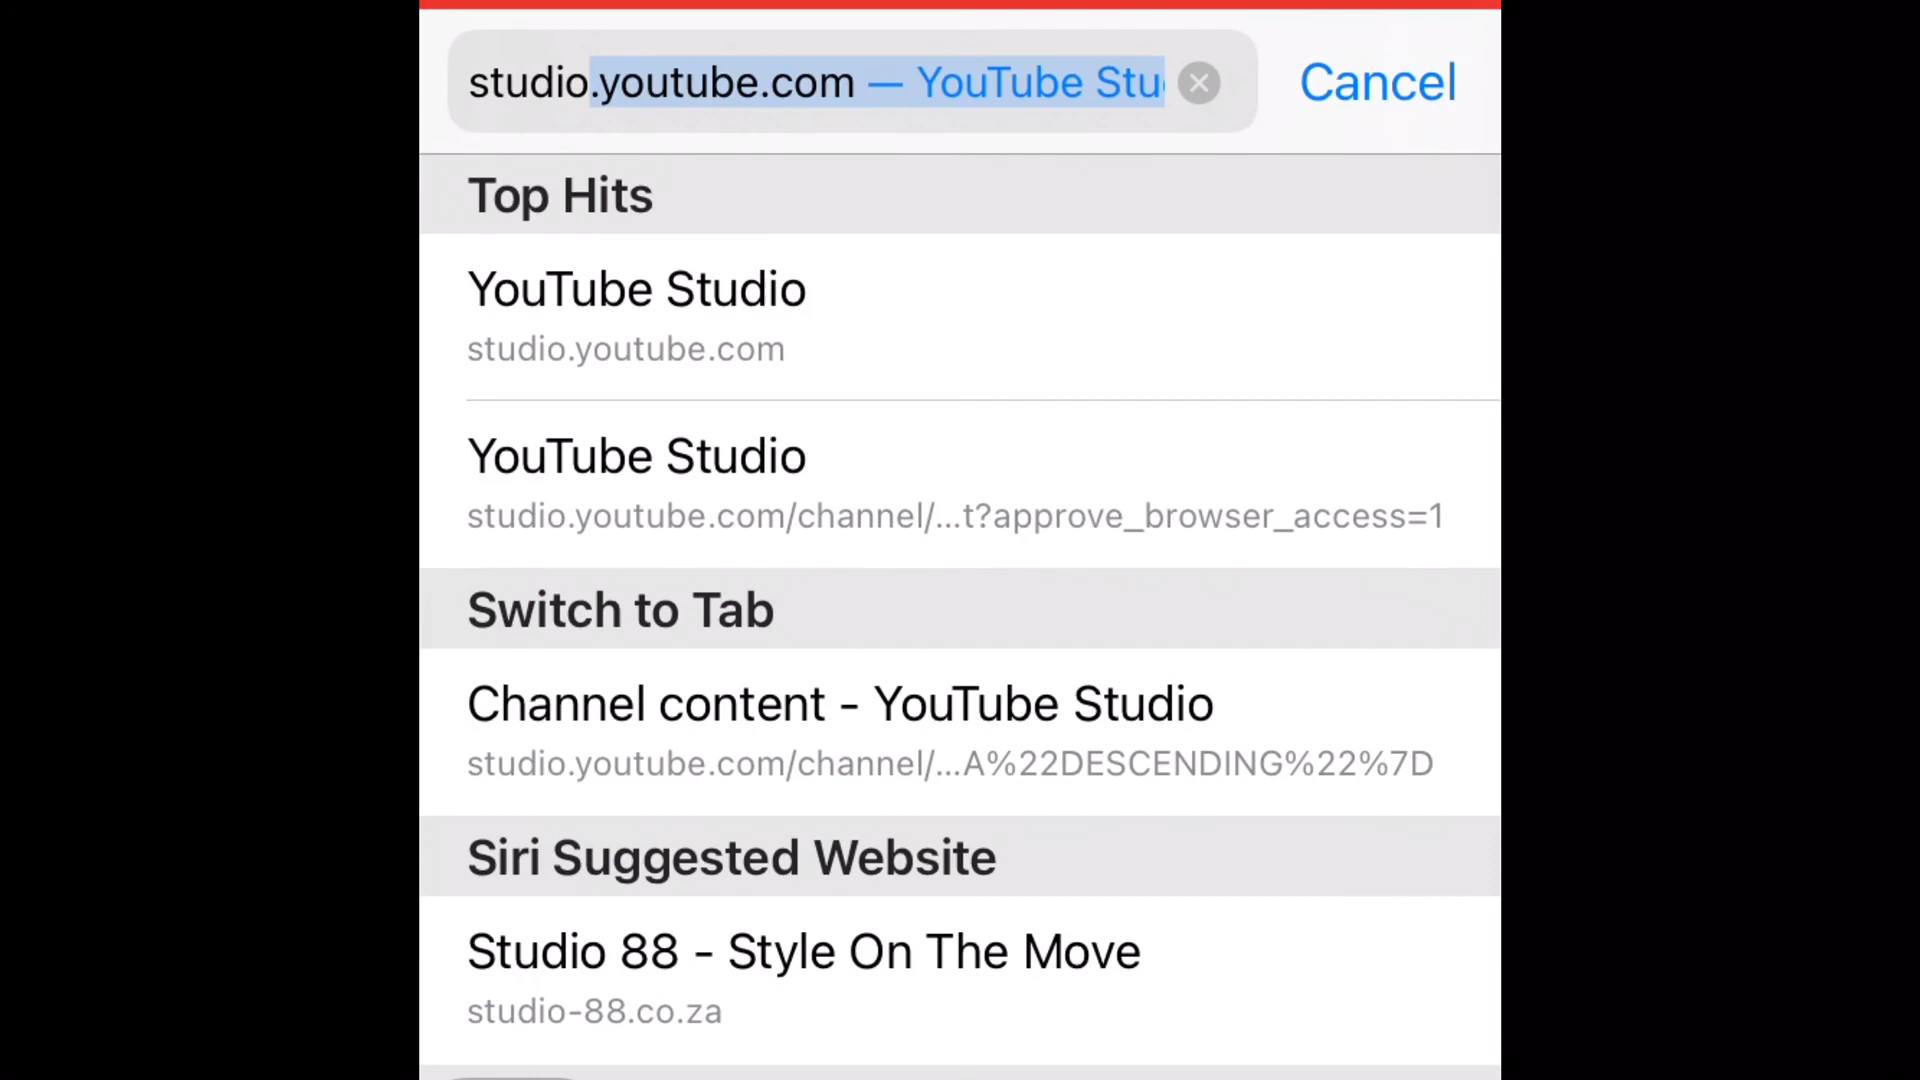 studio.youtube.com — YouTube Stu
Cancel
Top Hits
YouTube Studio
studio.youtube.com
YouTube Studio
studio.youtube.com/channel/...t?approve_browser_access=1
Switch to Tab
Channel content - YouTube Studio
studio.youtube.com/channel/...A%22DESCENDING%22%7D
Siri Suggested Website
Studio 88 - Style On The Move
studio-88.co.za